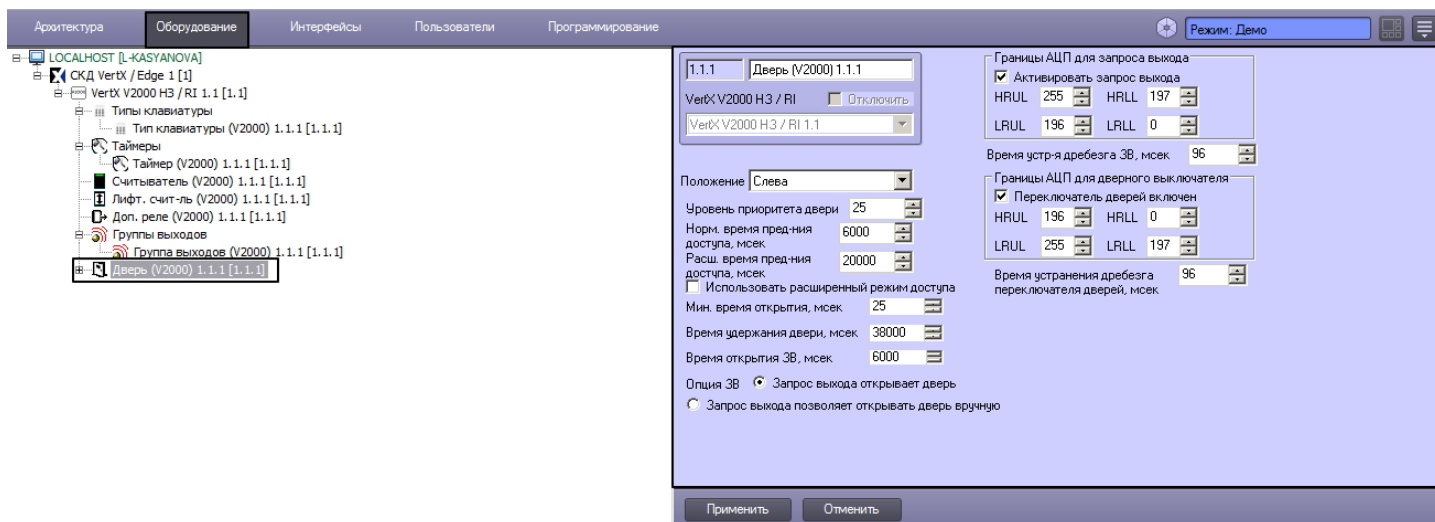 Архитектура Оборудование Интерфейсы Пользователи Программирование Режим: Демо
LOCALHOST [L-KASYANOVA]
СКД VertX / Edge 1 [1]
VertX V2000 НЗ / RI 1.1 [1.1]
Типы клавиатуры
Тип клавиатуры (V2000) 1.1.1 [1.1.1]
Таймеры
Таймер (V2000) 1.1.1 [1.1.1]
Считыватель (V2000) 1.1.1 [1.1.1]
Лифт. счит-ль (V2000) 1.1.1 [1.1.1]
Доп. реле (V2000) 1.1.1 [1.1.1]
Группы выходов
Группа выходов (V2000) 1.1.1 [1.1.1]
Дверь (V2000) 1.1.1 [1.1.1]
1.1.1 Дверь (V2000) 1.1.1
VertX V2000 НЗ / RI Отключить
VertX V2000 НЗ / RI 1.1
Положение Слева
Уровень приоритета двери 25
Норм. время пред-ния
доступа, мсек 6000
Расш. время пред-ния
доступа, мсек 20000
Использовать расширенный режим доступа
Мин. время открытия, мсек 25
Время удержания двери, мсек 38000
Время открытия ЗВ, мсек 6000
Опция ЗВ Запрос выхода открывает дверь
Запрос выхода позволяет открывать дверь вручную
Границы АЦП для запроса выхода
Активировать запрос выхода
HRUL 255 HRLL 197
LRUL 196 LRLL 0
Время устр-я дребезга ЗВ, мсек 96
Границы АЦП для дверного выключателя
Переключатель дверей включен
HRUL 196 HRLL 0
LRUL 255 LRLL 197
Время устранения дребезга 96
переключателя дверей, мсек
Применить Отменить